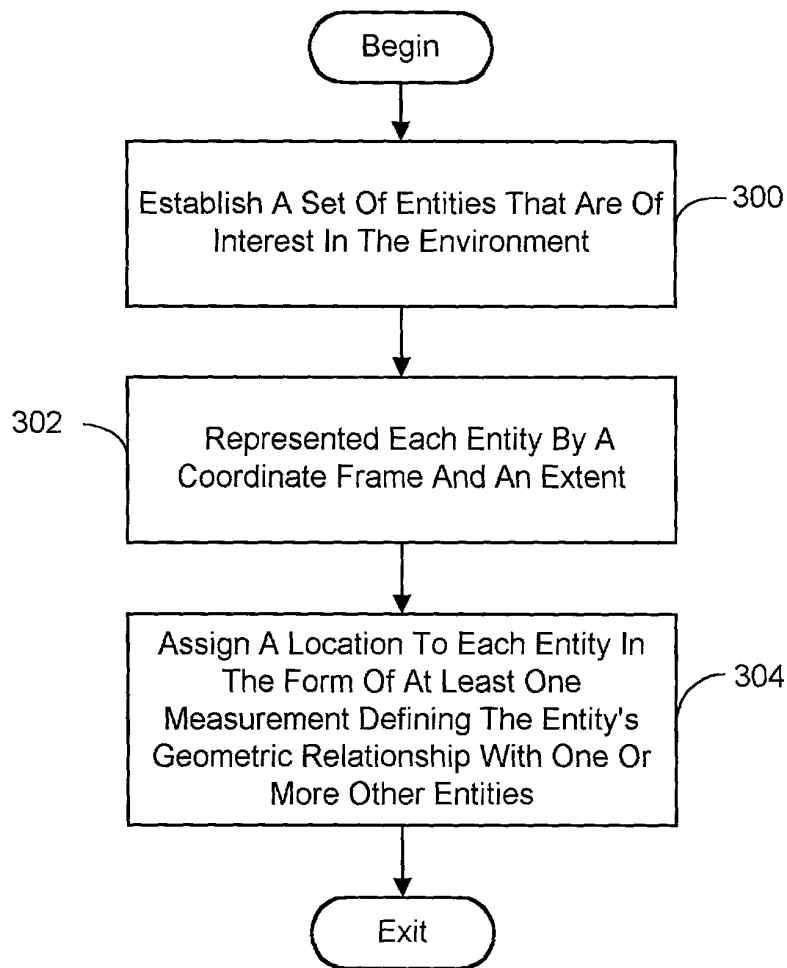 Begin
Establish A Set Of Entities That Are Of
Interest In The Environment
300
302
Represented Each Entity By A
Coordinate Frame And An Extent
Assign A Location To Each Entity In
The Form Of At Least One
Measurement Defining The Entity's
Geometric Relationship With One Or
More Other Entities
304
Exit